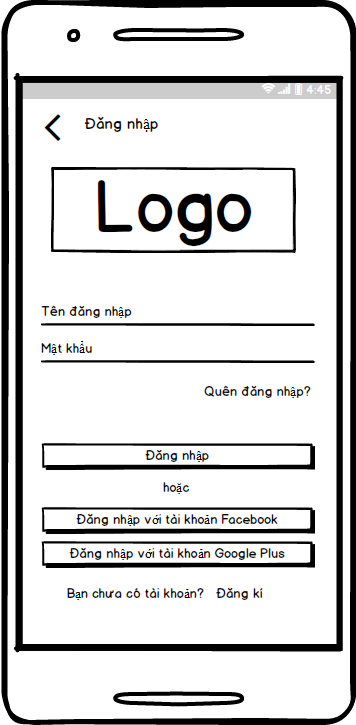 4:45
Đăng nhập
Logo
Tên đăng nhập
Mật khẩu
Quên đăng nhập?
Đăng nhập
hoặc
Đăng nhập với tài khoản Facebook
Đăng nhập với tài khoản Google Plus
Bạn chưa có tài khoản? Đăng kí